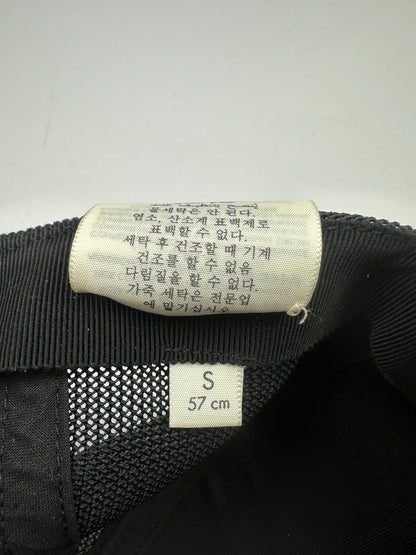 물세탁은 안 된다.
염소, 산소계 표백제로
표백할 수 없다.
세탁 후 건조할 때 기계
건조를 할 수 없음
다림질을 할 수 없다.
가죽 세탁은 전문업
에 맡기십시오
S
57 cm